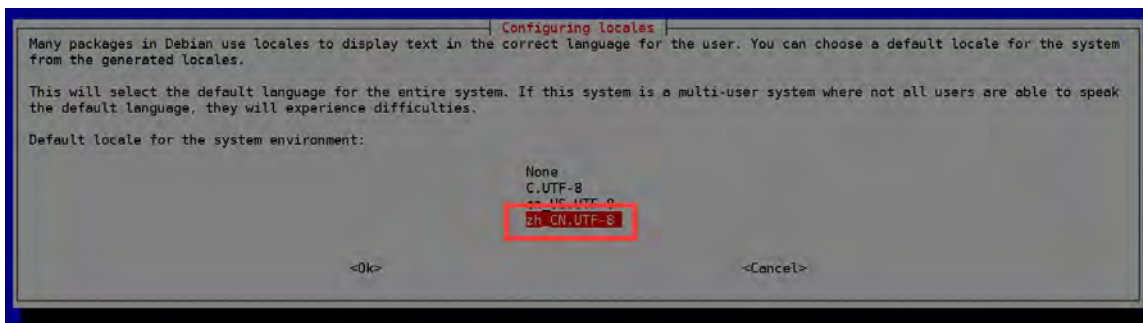 Configuring locales
Many packages in Debian use locales to display text in the correct language for the user. You can choose a default locale for the system
from the generated locales.
This will select the default language for the entire system. If this system is a multi-user system where not all users are able to speak
the default language, they will experience difficulties.
Default locale for the system environment:
None
C.UTF-8
en_US.UTF-8
zh_CN.UTF-8
<Ok> <Cancel>